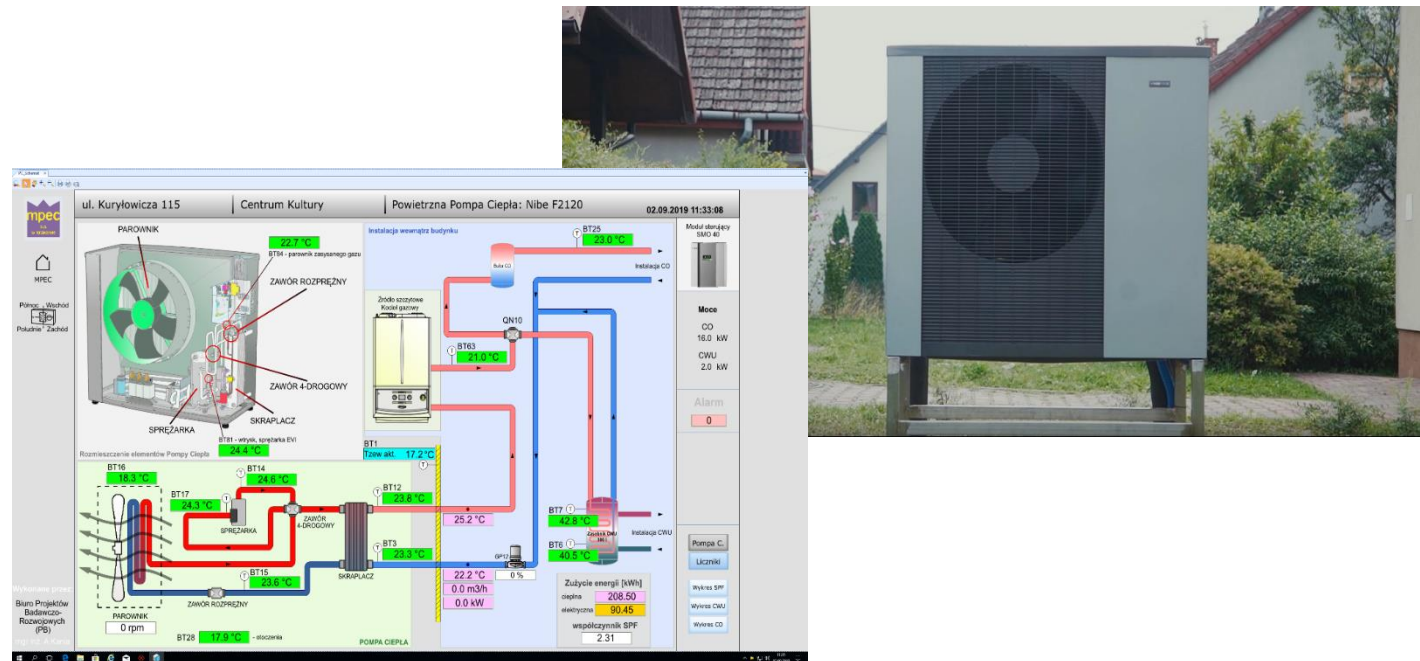 mpec
S.A.
w Krakowie
MPEC
Północ
Wschód
Południe
Zachód
Wykonane przez:
Biuro Projektów
Badawczo-
Rozwojowych
(PB)
ul. Kuryłowicza 115
Centrum Kultury
Powietrzna Pompa Ciepła: Nibe F2120
02.09.2019 11:33:08
PAROWNIK
22.7 °C
BT84 - parownik zasysanego gazu
ZAWÓR ROZPRĘŻNY
ZAWÓR 4-DROGOWY
SKRAPLACZ
SPRĘŻARKA
BT81 - wtrysk, sprężarka EVI
24.4 °C
Rozmieszczenie elementów Pompy Ciepła
Instalacja wewnątrz budynku
BT25
23.0 °C
Bufor CO
Instalacja CO
Źródło szczytowe
Kocioł gazowy
QN10
BT63
21.0 °C
BT1
Tzew akt. 17.2°C
BT16
18.3 °C
BT14
24.6 °C
BT17
24.3 °C
SPRĘŻARKA
ZAWÓR
4-DROGOWY
BT12
23.8 °C
25.2 °C
BT3
23.3 °C
SKRAPLACZ
22.2 °C
0.0 m3/h
0.0 kW
GP12
0 %
BT15
23.6 °C
ZAWÓR ROZPRĘŻNY
PAROWNIK
0 rpm
BT28
17.9 °C
- otoczenia
POMPA CIEPŁA
BT7
42.8 °C
BT6
40.5 °C
Zasobnik CWU
Instalacja CWU
Zużycie energii [kWh]
cieplna
208.50
elektryczna
90.45
współczynnik SPF
2.31
Moduł sterujący
SMO 40
Moce
CO
16.0 kW
CWU
2.0 kW
Alarm
0
Pompa C.
Liczniki
Wykres SPF
Wykres CWU
Wykres CO